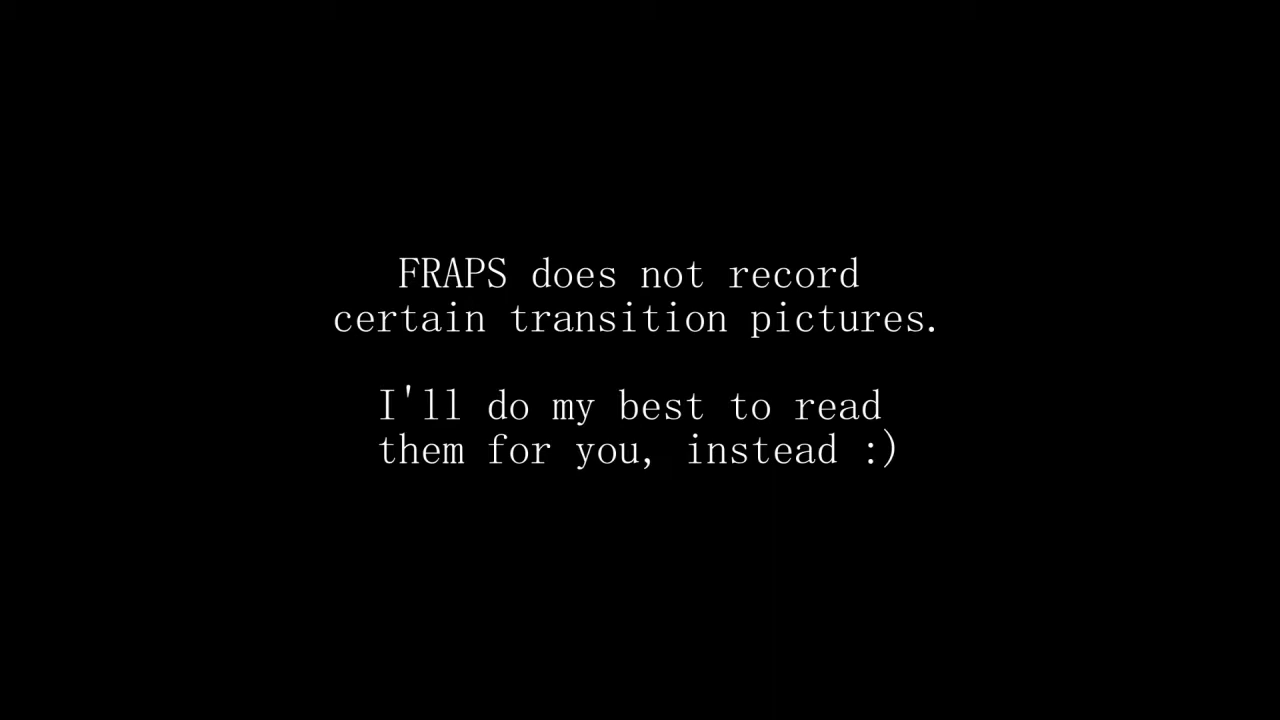 FRAPS does not record
certain transition pictures.
I'll do my best to read
them for you, instead :)